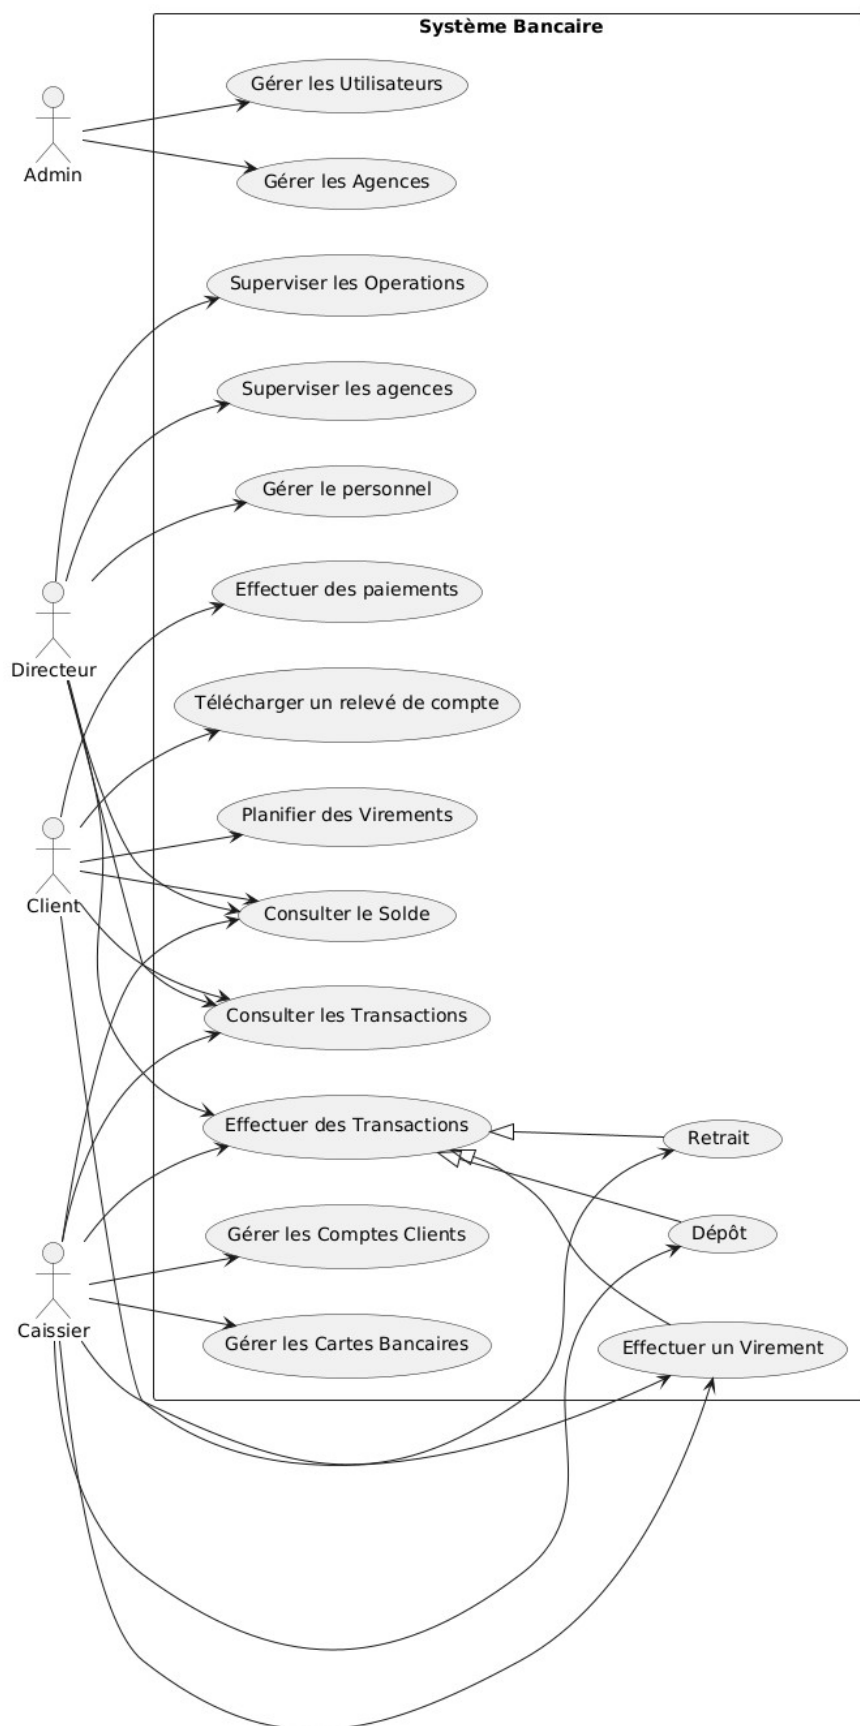 Système Bancaire
Gérer les Utilisateurs
Admin
Gérer les Agences
Superviser les Operations
Superviser les agences
Gérer le personnel
Effectuer des paiements
Directeur
Télécharger un relevé de compte
Planifier des Virements
Client
Consulter le Solde
Consulter les Transactions
Effectuer des Transactions
Retrait
Gérer les Comptes Clients
Dépôt
Caissier
Gérer les Cartes Bancaires
Effectuer un Virement